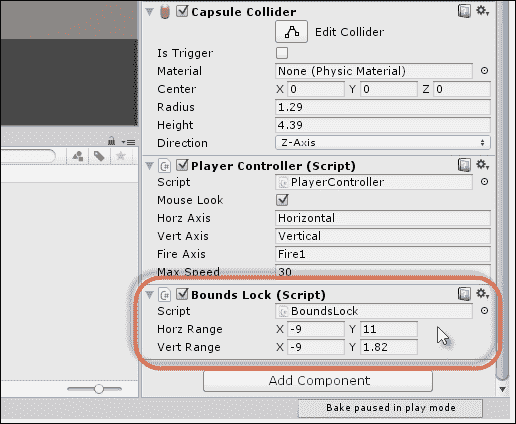 Capsule Collider
Edit Collider
Is Trigger
Material None (Physic Material)
Center X 0 Y 0 Z 0
Radius 1.29
Height 4.39
Direction Z-Axis
Player Controller (Script)
Script PlayerController
Mouse Look
Horz Axis Horizontal
Vert Axis Vertical
Fire Axis Fire1
Max Speed 30
Bounds Lock (Script)
Script BoundsLock
Horz Range X -9 Y 11
Vert Range X -9 Y 1.82
Add Component
Bake paused in play mode